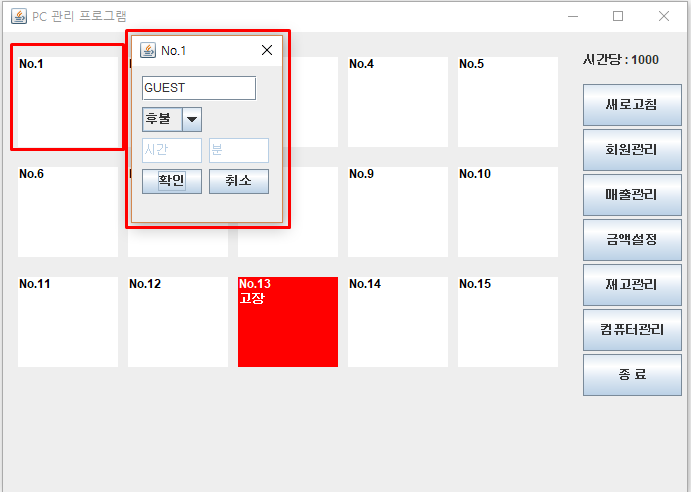 PC 관리 프로그램
No.1
No.4
No.5
시간당 : 1000
No.1
GUEST
후불
시간
분
확인
취소
새로고침
회원관리
매출관리
금액설정
재고관리
컴퓨터관리
종 료
No.6
No.9
No.10
No.11
No.12
No.13
고장
No.14
No.15